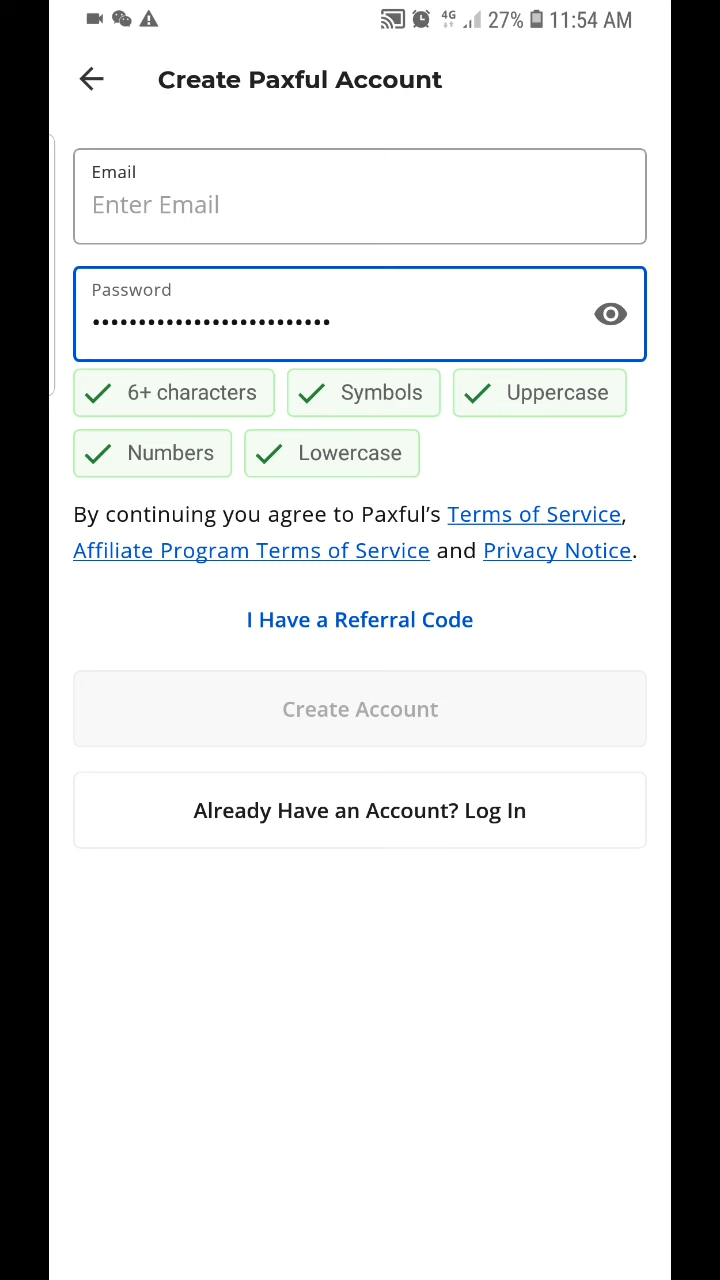 4G 27% 11:54 AM
Create Paxful Account
Email
Enter Email
Password
••••••••••••••••••••••••••
6+ characters Symbols Uppercase
Numbers Lowercase
By continuing you agree to Paxful’s Terms of Service,
Affiliate Program Terms of Service and Privacy Notice.
I Have a Referral Code
Create Account
Already Have an Account? Log In